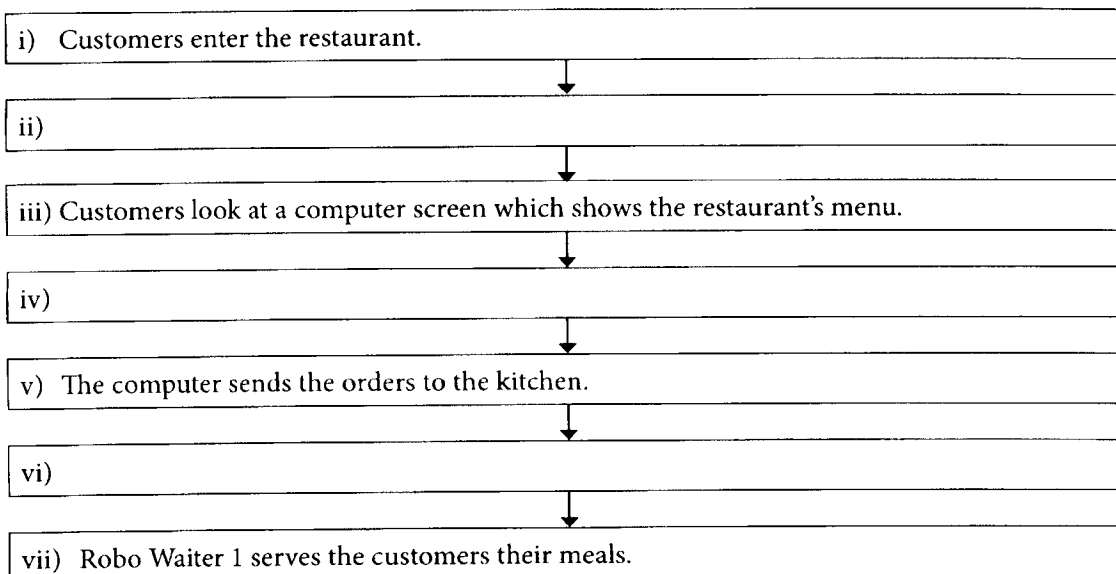 i) Customers enter the restaurant.
ii)
iii) Customers look at a computer screen which shows the restaurant's menu.
iv)
v) The computer sends the orders to the kitchen.
vi)
vii) Robo Waiter 1 serves the customers their meals.